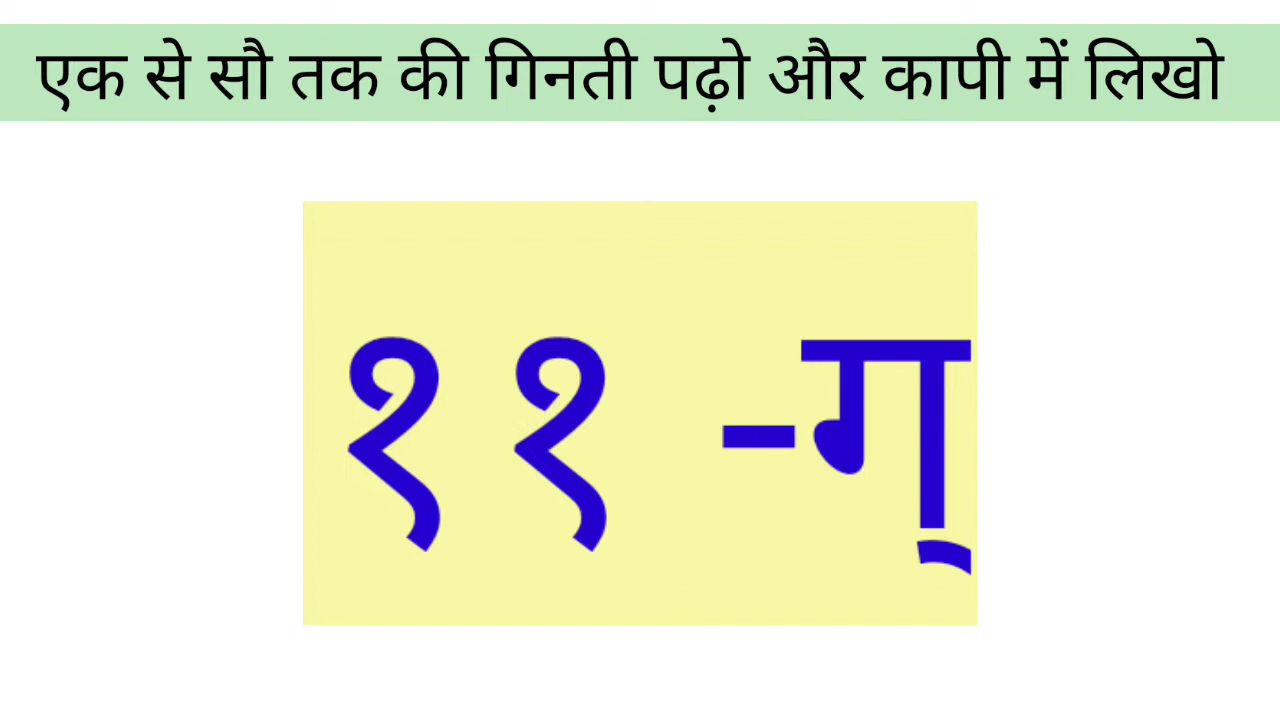 एक से सौ तक की गिनती पढ़ो और कापी में लिखो
११ -ग्